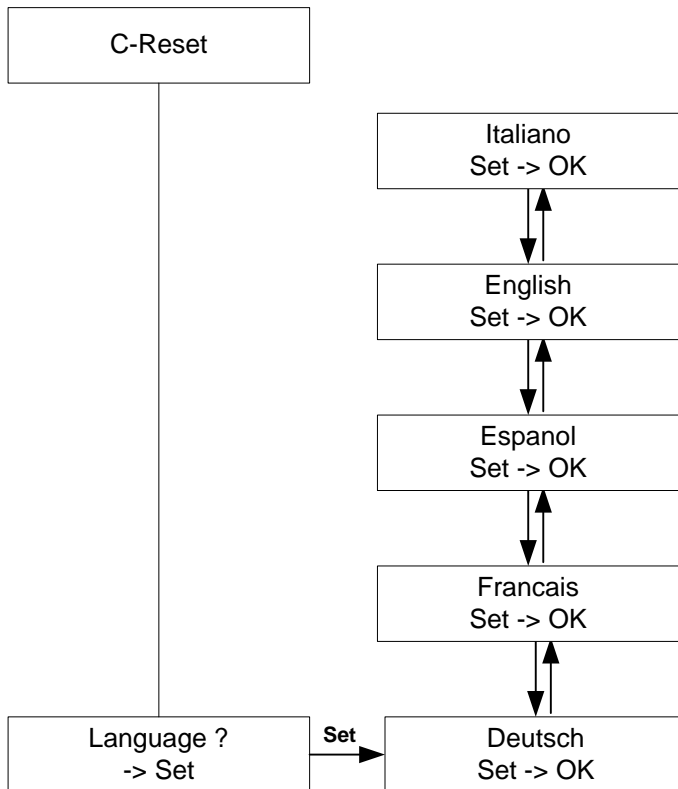 C-Reset
Italiano
Set -> OK
English
Set -> OK
Espanol
Set -> OK
Francais
Set -> OK
Language ?
-> Set
Set
Deutsch
Set -> OK